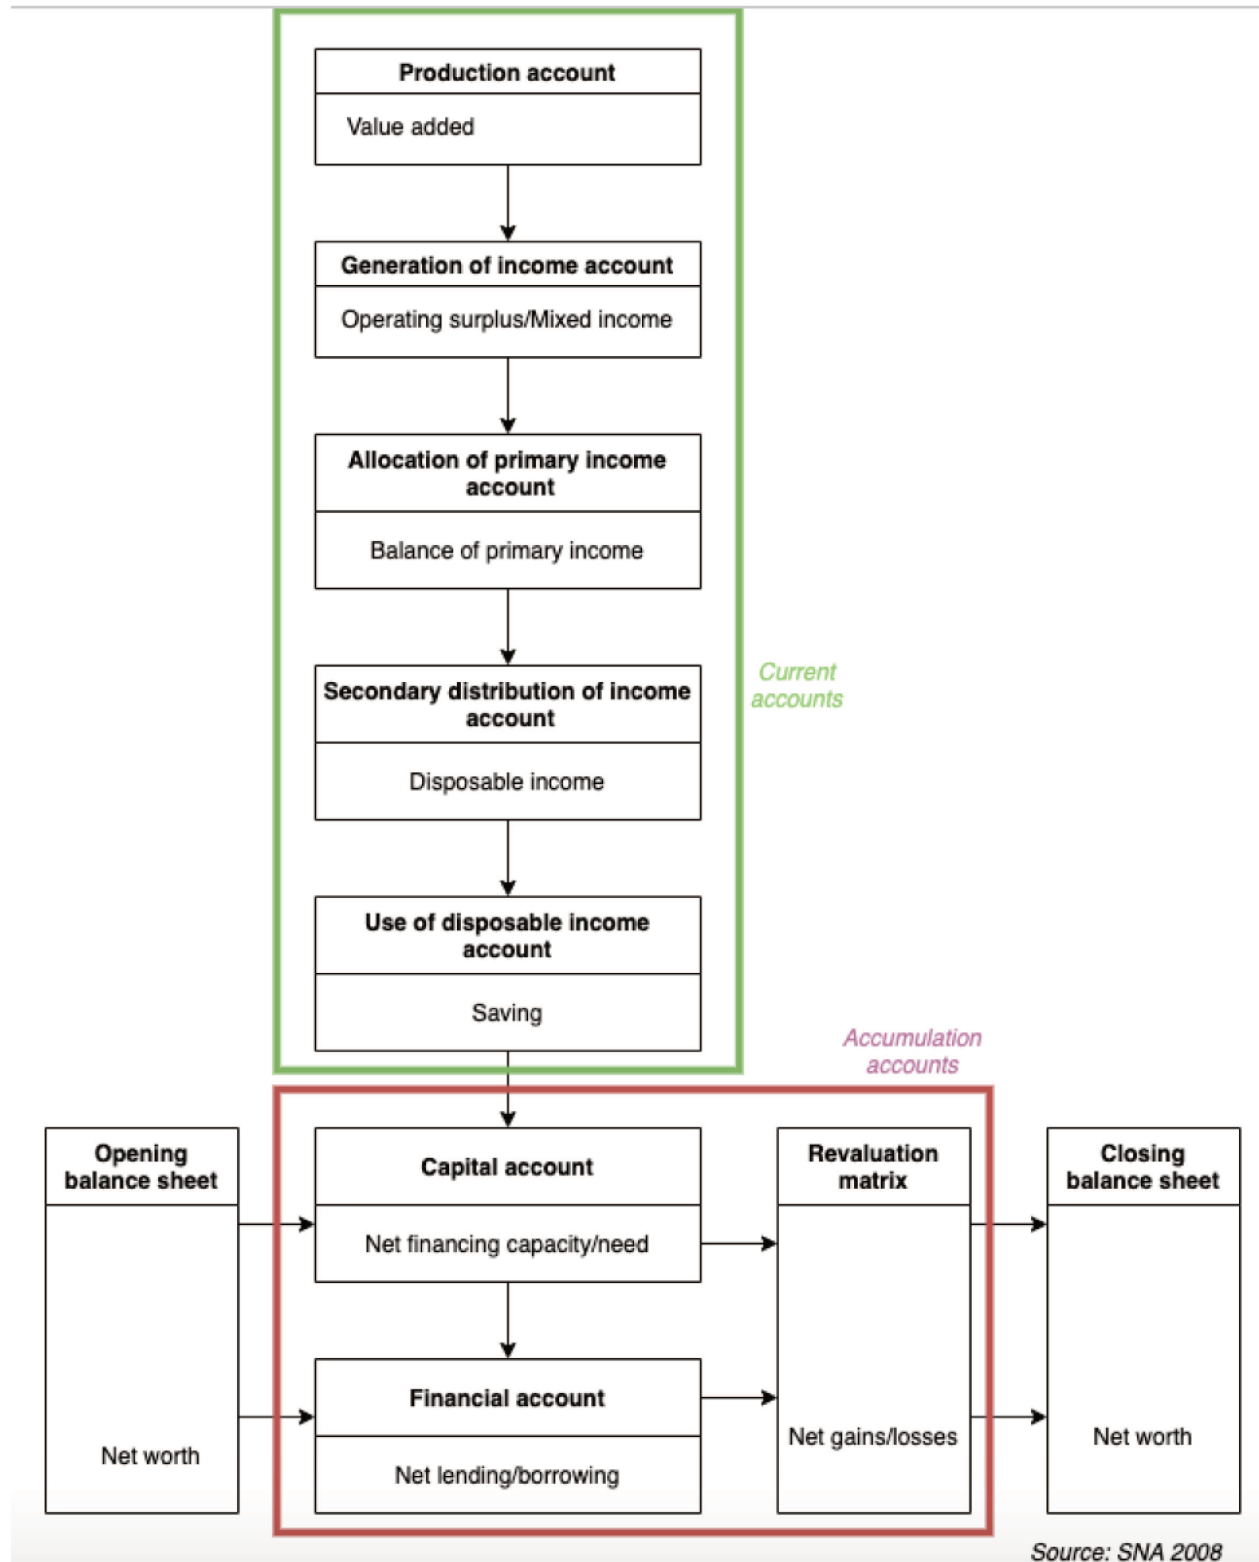 Production account
Value added
Generation of income account
Operating surplus/Mixed income
Allocation of primary income
account
Balance of primary income
Secondary distribution of income
account
Disposable income
Current
accounts
Use of disposable income
account
Saving
Accumulation
accounts
Opening
balance sheet
Net worth
Capital account
Net financing capacity/need
Financial account
Net lending/borrowing
Revaluation
matrix
Net gains/losses
Closing
balance sheet
Net worth
Source: SNA 2008